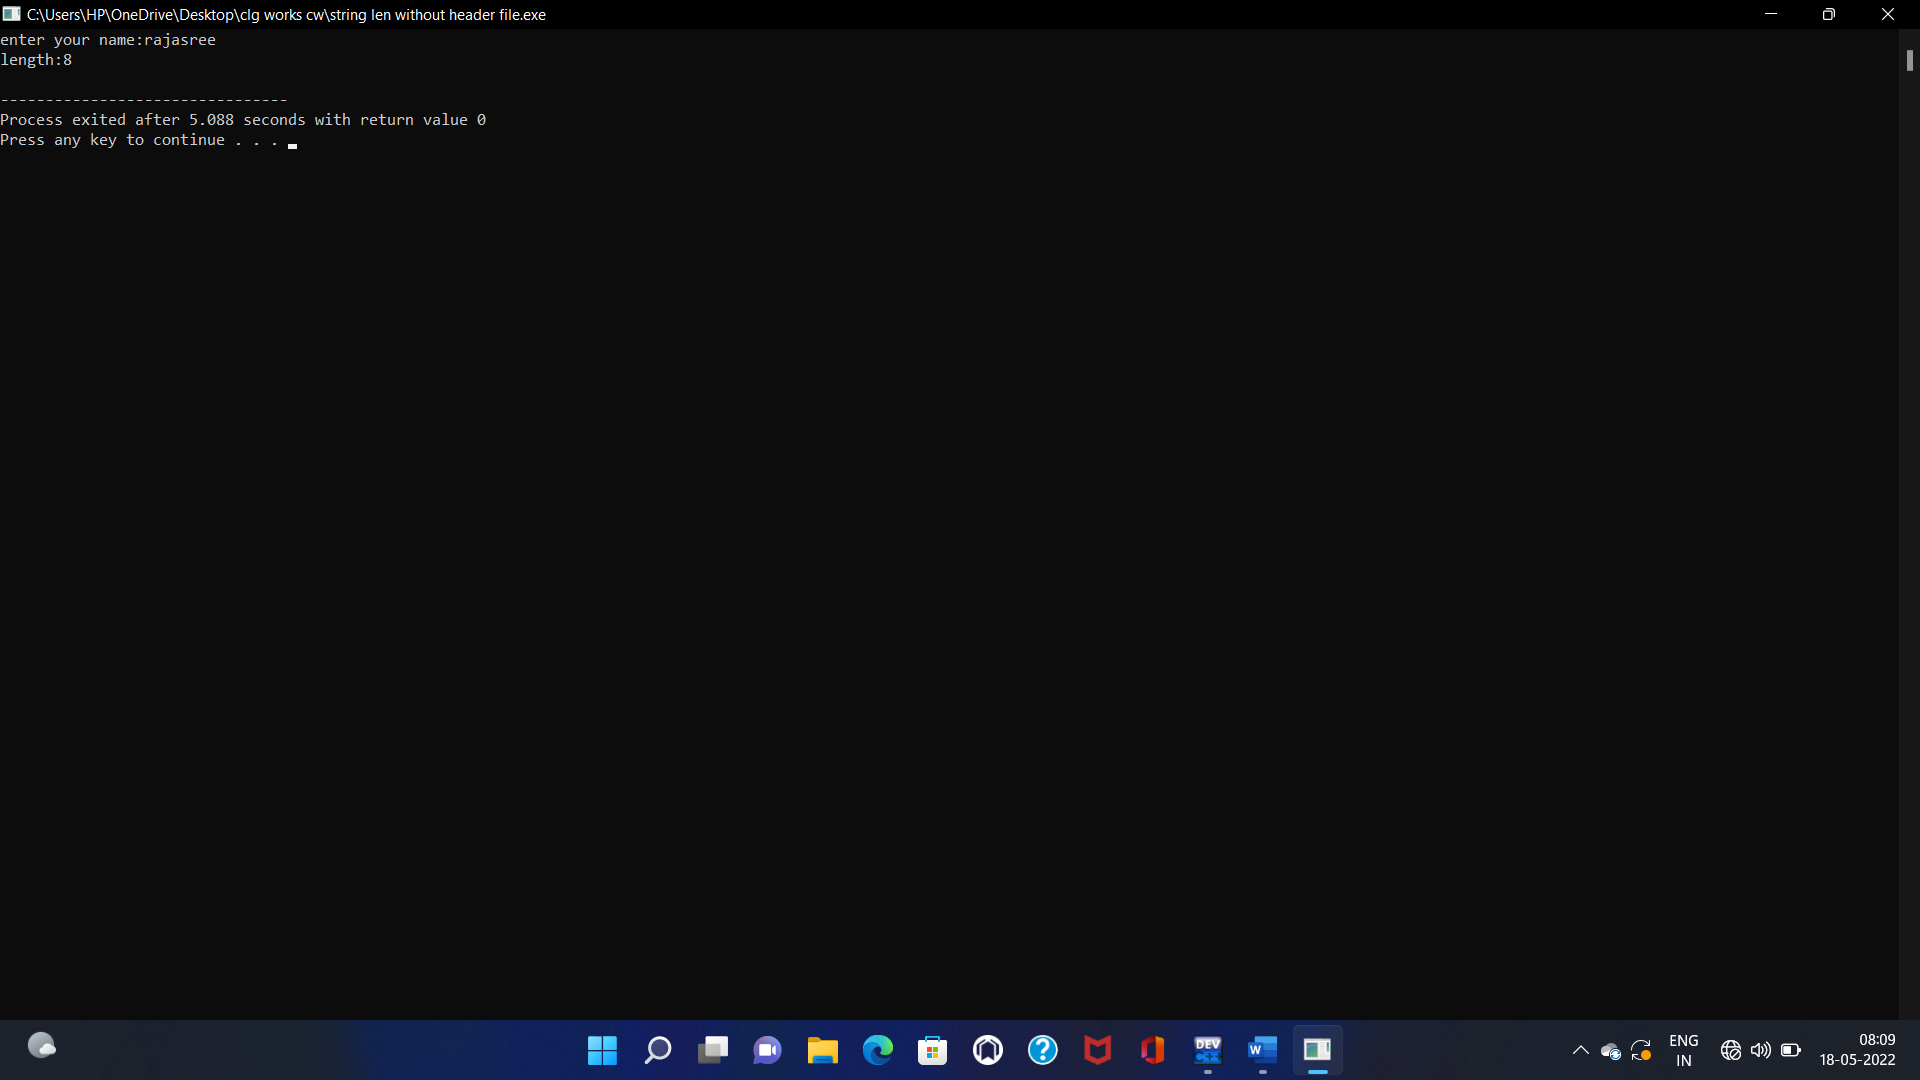 C:\Users\HP\OneDrive\Desktop\clg works cw\string len without header file.exe
enter your name:rajasree
length:8
--------------------------------
Process exited after 5.088 seconds with return value 0
Press any key to continue . . .
DEV
C++
W
ENG
IN
08:09
18-05-2022